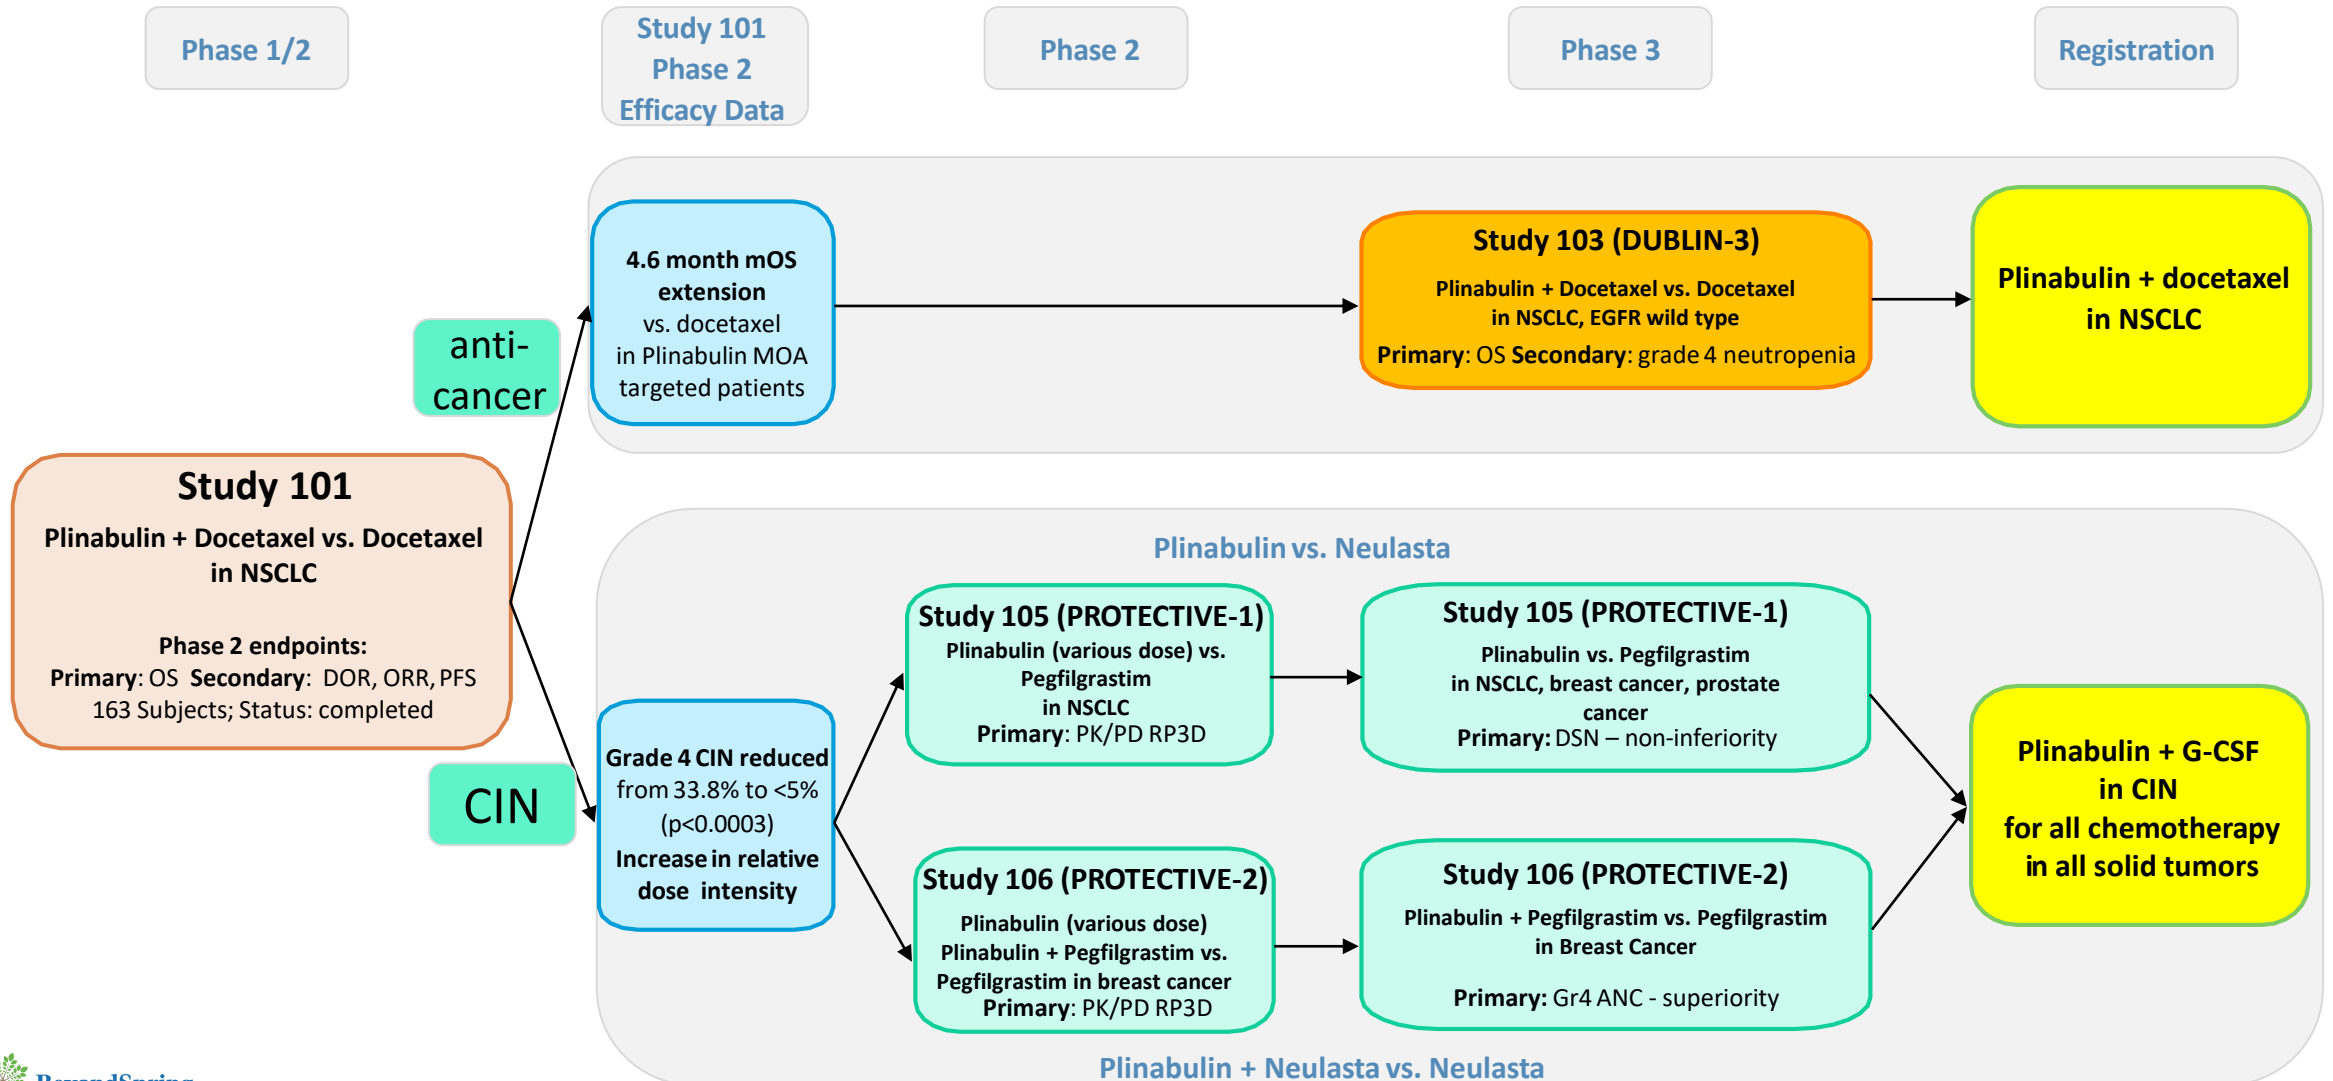 Phase 1/2
Study 101
Phase 2
Efficacy Data
Phase 2
Phase 3
Registration
anti-
cancer
4.6 month mOS
extension
vs. docetaxel
in Plinabulin MOA
targeted patients
Study 103 (DUBLIN-3)
Plinabulin + Docetaxel vs. Docetaxel
in NSCLC, EGFR wild type
Primary: OS Secondary: grade 4 neutropenia
Plinabulin + docetaxel
in NSCLC
Study 101
Plinabulin + Docetaxel vs. Docetaxel
in NSCLC
Phase 2 endpoints:
Primary: OS Secondary: DOR, ORR, PFS
163 Subjects; Status: completed
CIN
Grade 4 CIN reduced
from 33.8% to <5%
(p<0.0003)
Increase in relative
dose intensity
Plinabulin vs. Neulasta
Study 105 (PROTECTIVE-1)
Plinabulin (various dose) vs.
Pegfilgrastim
in NSCLC
Primary: PK/PD RP3D
Study 105 (PROTECTIVE-1)
Plinabulin vs. Pegfilgrastim
in NSCLC, breast cancer, prostate
cancer
Primary: DSN – non-inferiority
Study 106 (PROTECTIVE-2)
Plinabulin (various dose)
Plinabulin + Pegfilgrastim vs.
Pegfilgrastim in breast cancer
Primary: PK/PD RP3D
Study 106 (PROTECTIVE-2)
Plinabulin + Pegfilgrastim vs. Pegfilgrastim
in Breast Cancer
Primary: Gr4 ANC - superiority
Plinabulin + G-CSF
in CIN
for all chemotherapy
in all solid tumors
Plinabulin + Neulasta vs. Neulasta
BeyondSpring